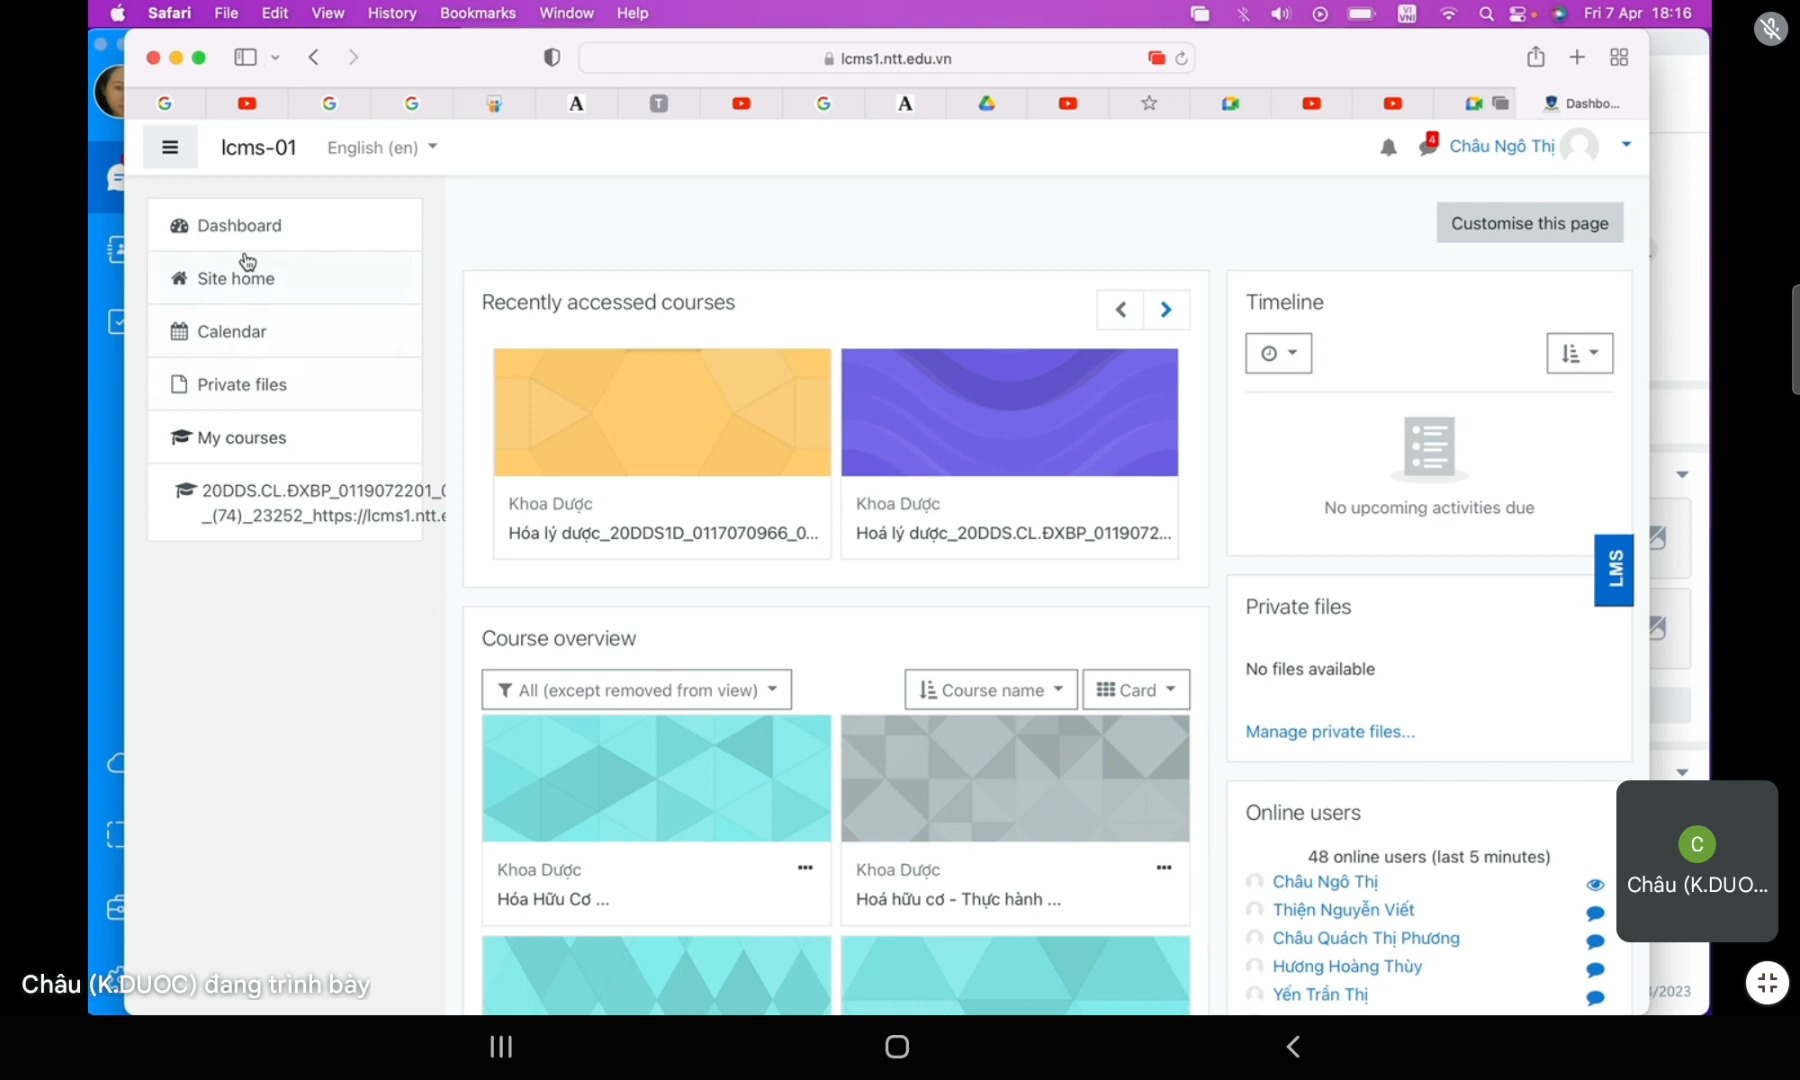 Safari File Edit View History Bookmarks Window Help
VI
VNI
Fri 7 Apr 18:16
lcms1.ntt.edu.vn
A
T
A
Dashbo...
lcms-01
English (en)
4
Châu Ngô Thị
Dashboard
Site home
Calendar
Private files
My courses
20DDS.CL.ĐXBP_0119072201_
_(74)_23252_https://lcms1.ntt.e
Customise this page
Recently accessed courses
Khoa Dược
Hóa lý dược_20DDS1D_0117070966_0...
Khoa Dược
Hoá lý dược_20DDS.CL.ĐXBP_0119072...
Course overview
All (except removed from view)
Course name
Card
Khoa Dược
Hóa Hữu Cơ ...
Khoa Dược
Hoá hữu cơ - Thực hành ...
Timeline
No upcoming activities due
LMS
Private files
No files available
Manage private files...
Online users
48 online users (last 5 minutes)
Châu Ngô Thị
Thiện Nguyễn Viết
Châu Quách Thị Phương
Hương Hoàng Thùy
Yến Trần Thị
C
Châu (K.DUO...
/2023
Châu (K.DUOC) đang trình bày